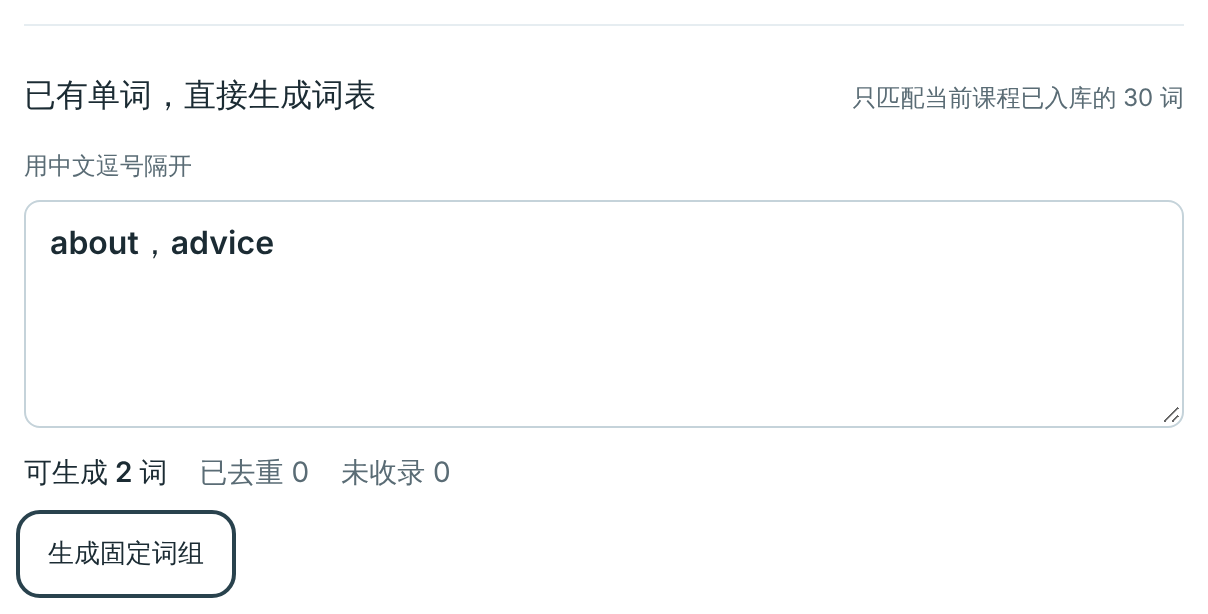 已有单词，直接生成词表
只匹配当前课程已入库的 30 词
用中文逗号隔开
about，advice
可生成 2 词 已去重 0 未收录 0
生成固定词组